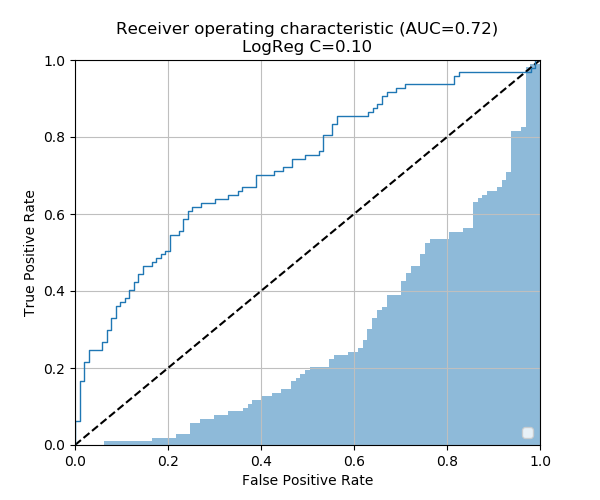 Receiver operating characteristic (AUC=0.72)
LogReg C=0.10
1.0
0.8
0.6
0.4
0.2
0.0
True Positive Rate
0.0 0.2 0.4 0.6 0.8 1.0
False Positive Rate